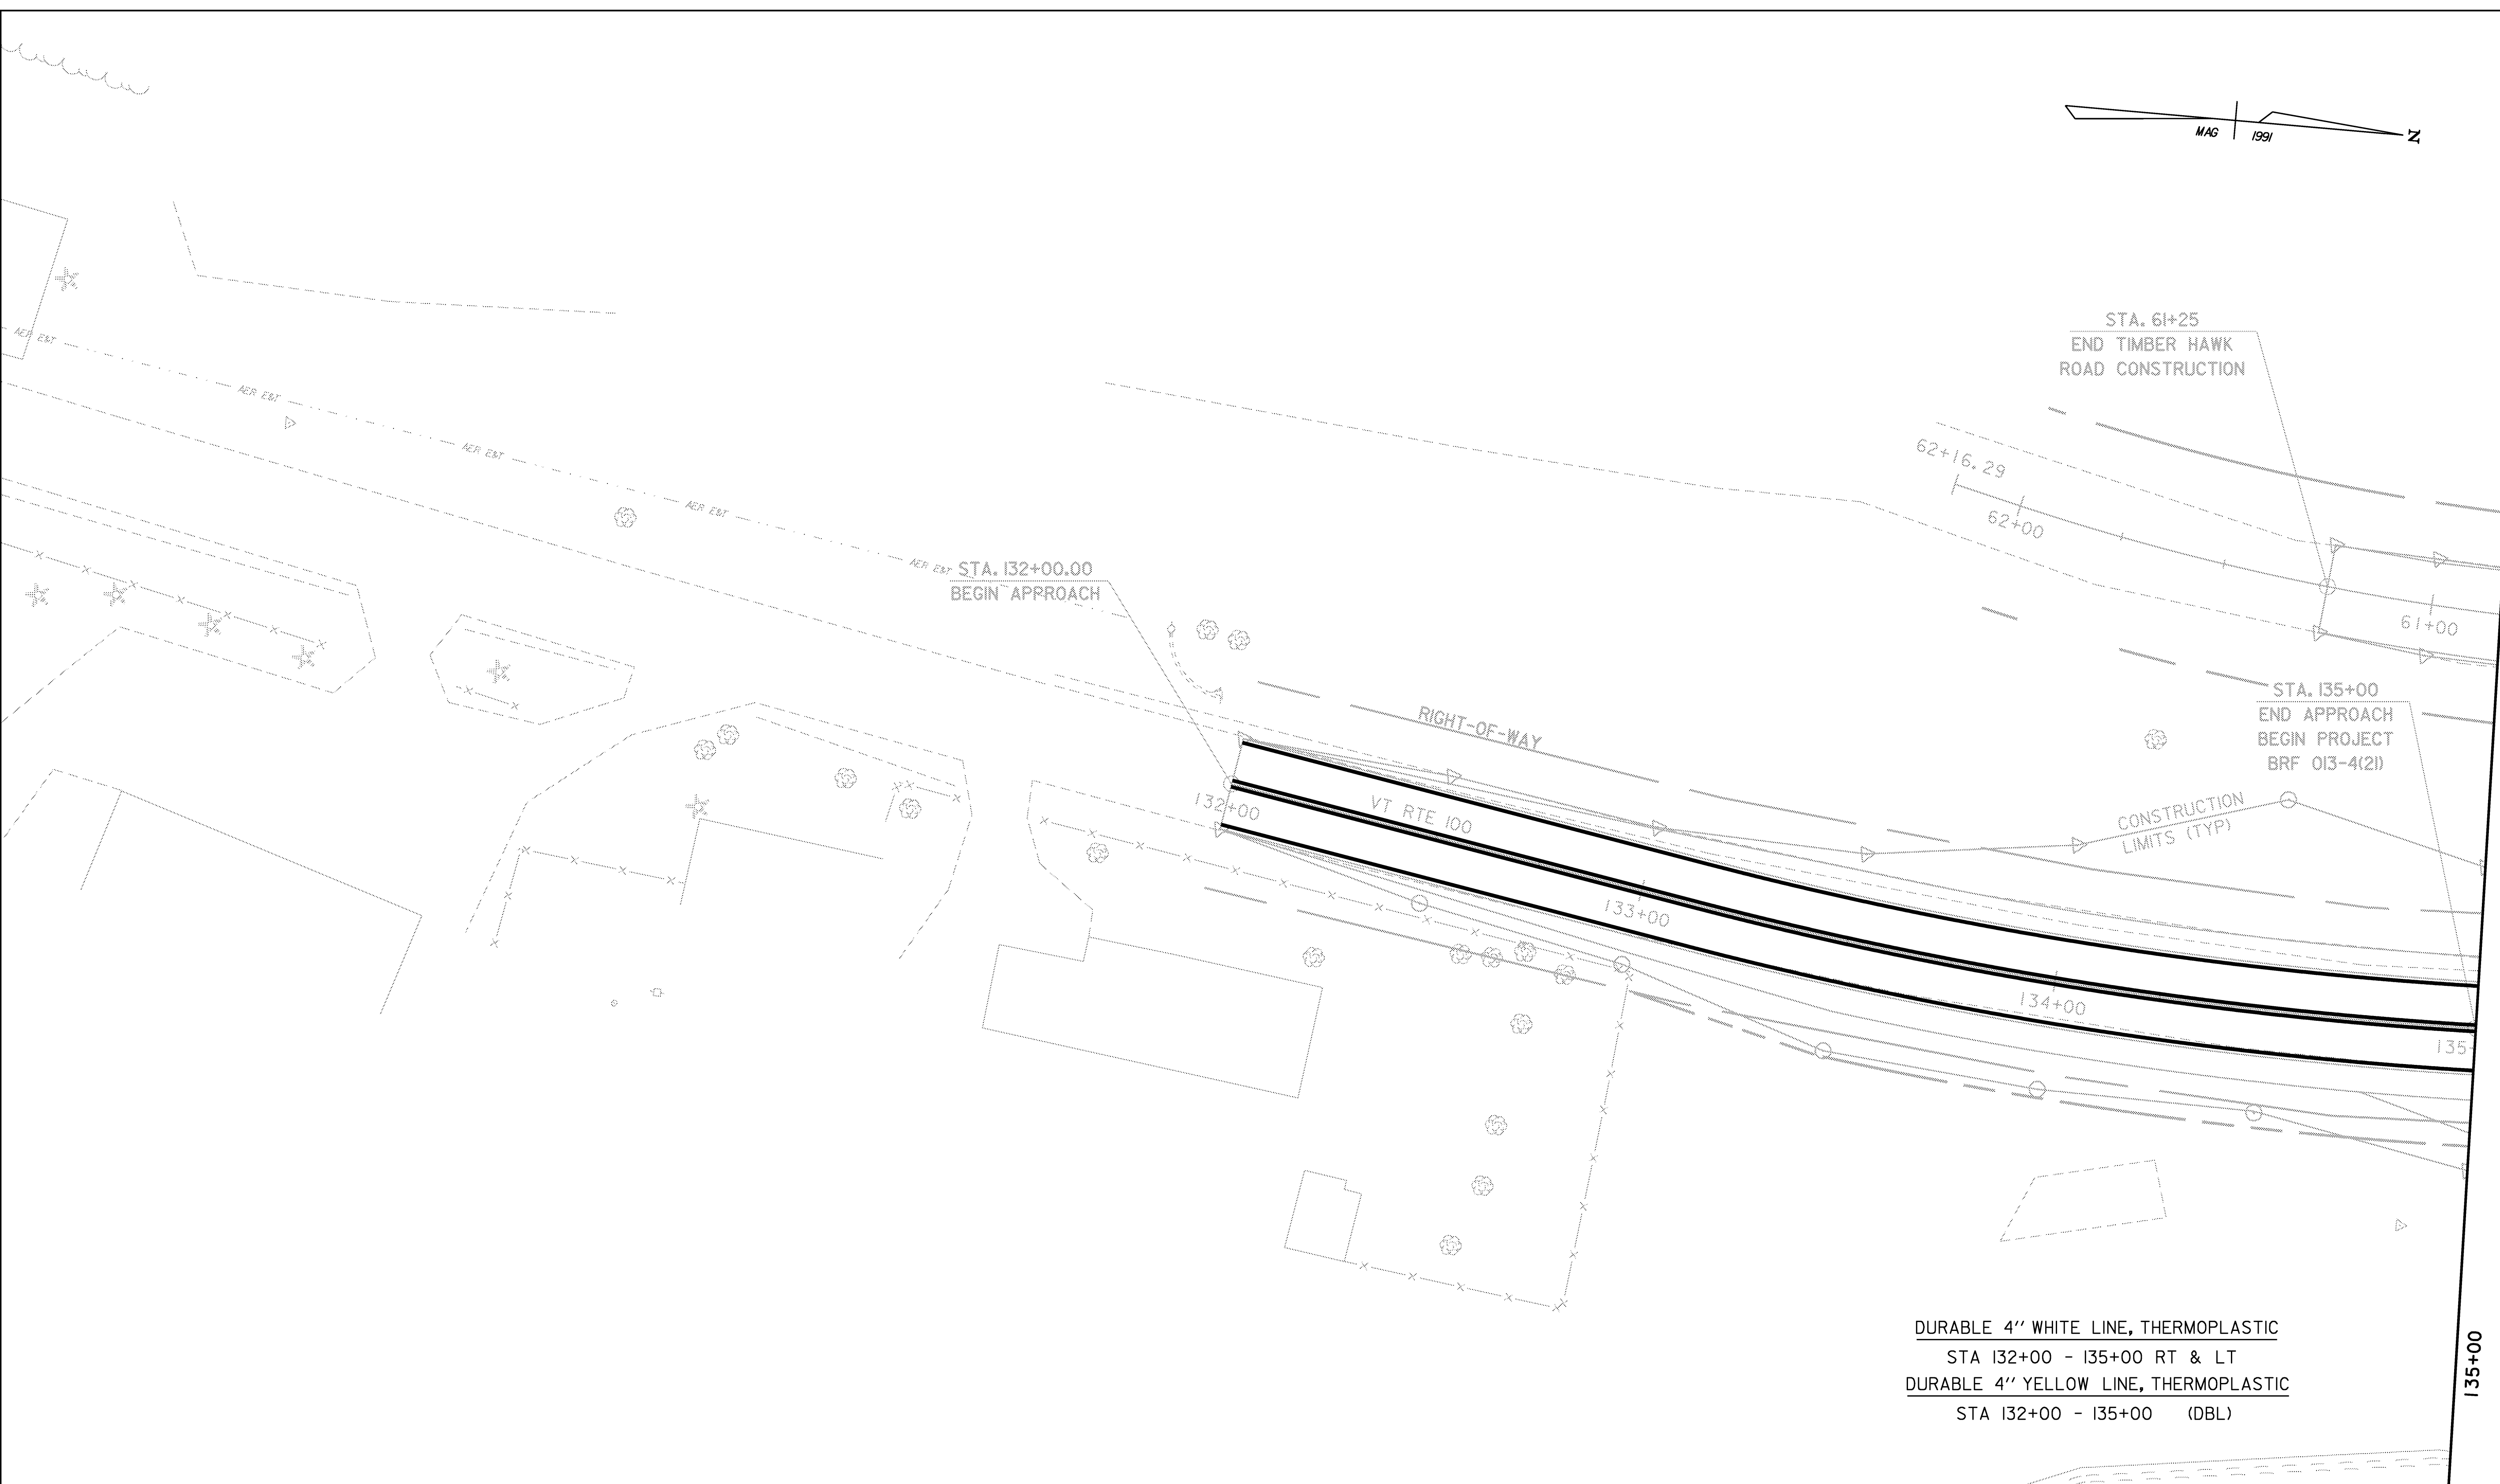 MAG 1991
N
STA. 61+25
END TIMBER HAWK
ROAD CONSTRUCTION
AER E&T
AER E&T
AER E&T
AER E&T
AER E&T
62+16.29
62+00
61+00
STA. 132+00.00
BEGIN APPROACH
STA. 135+00
END APPROACH
BEGIN PROJECT
BRF 013-4(21)
RIGHT-OF-WAY
132+00
VT RTE 100
CONSTRUCTION
LIMITS (TYP)
133+00
134+00
135+
DURABLE 4" WHITE LINE, THERMOPLASTIC
STA 132+00 - 135+00 RT & LT
DURABLE 4" YELLOW LINE, THERMOPLASTIC
STA 132+00 - 135+00 (DBL)
135+00